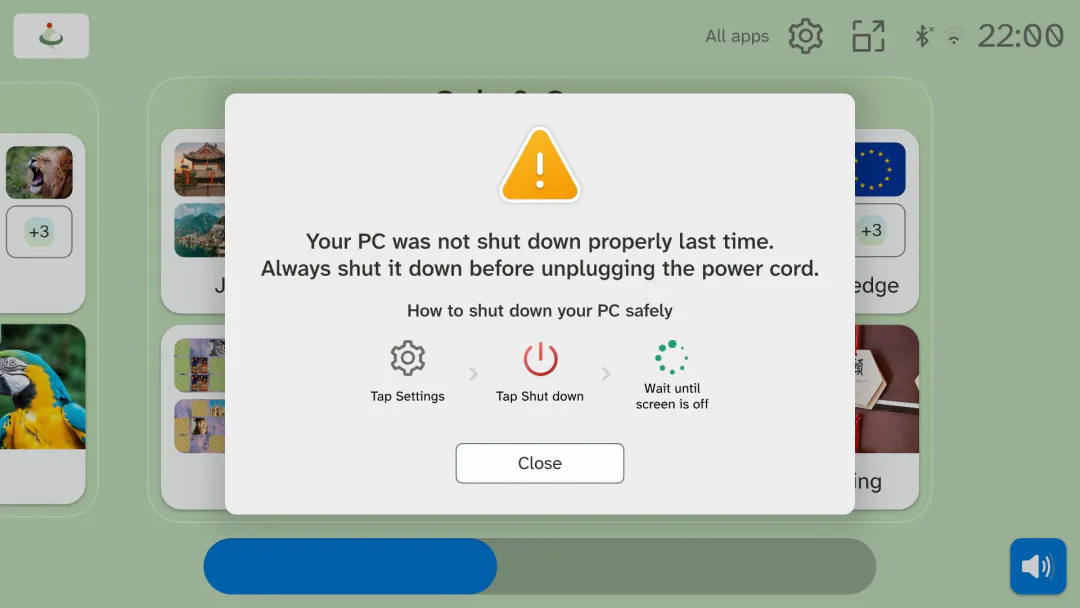 All apps
22:00
+3
+3
edge
ing
Your PC was not shut down properly last time.
Always shut it down before unplugging the power cord.
How to shut down your PC safely
Tap Settings
Tap Shut down
Wait until
screen is off
Close